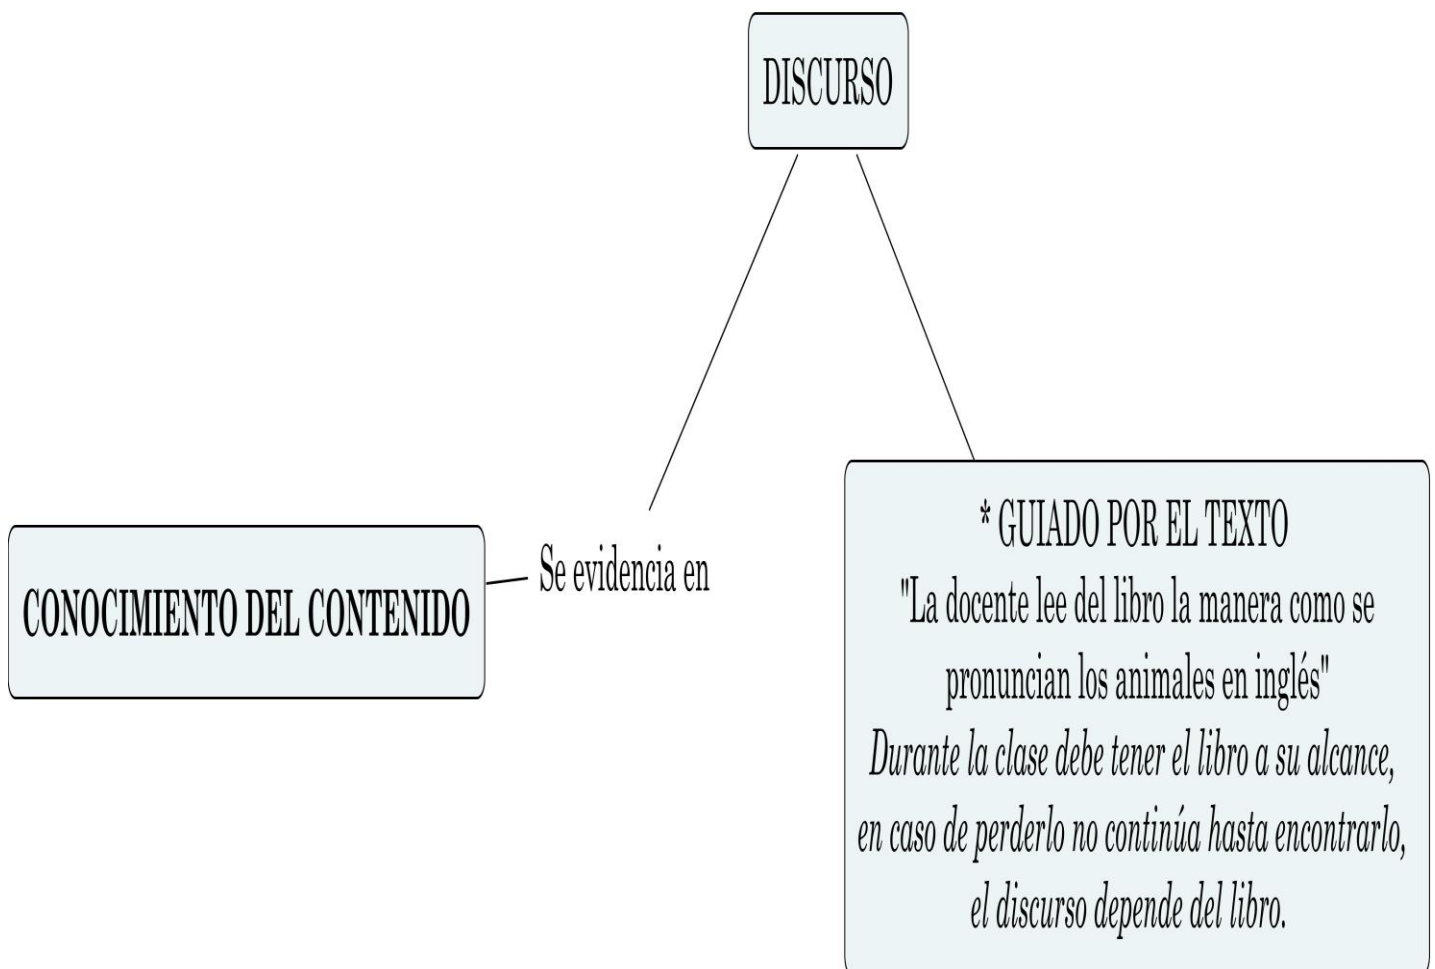 DISCURSO
CONOCIMIENTO DEL CONTENIDO
Se evidencia en
* GUIADO POR EL TEXTO
"La docente lee del libro la manera como se
pronuncian los animales en inglés"
Durante la clase debe tener el libro a su alcance,
en caso de perderlo no continúa hasta encontrarlo,
el discurso depende del libro.